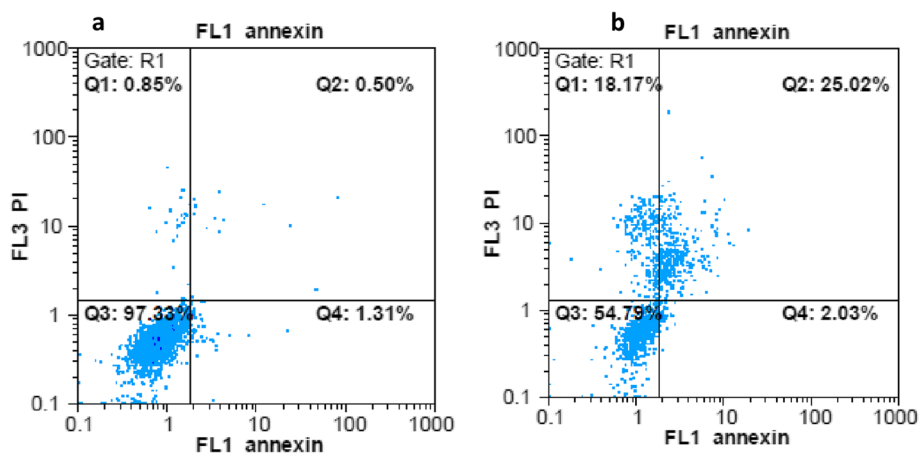 a
FL1 annexin
1000
100
10
1
0.1
FL3 PI
Gate: R1
Q1: 0.85%
Q2: 0.50%
Q3: 97.33%
Q4: 1.31%
0.1
1
10
100
1000
FL1 annexin
b
FL1 annexin
1000
100
10
1
0.1
FL3 PI
Gate: R1
Q1: 18.17%
Q2: 25.02%
Q3: 54.79%
Q4: 2.03%
0.1
1
10
100
1000
FL1 annexin